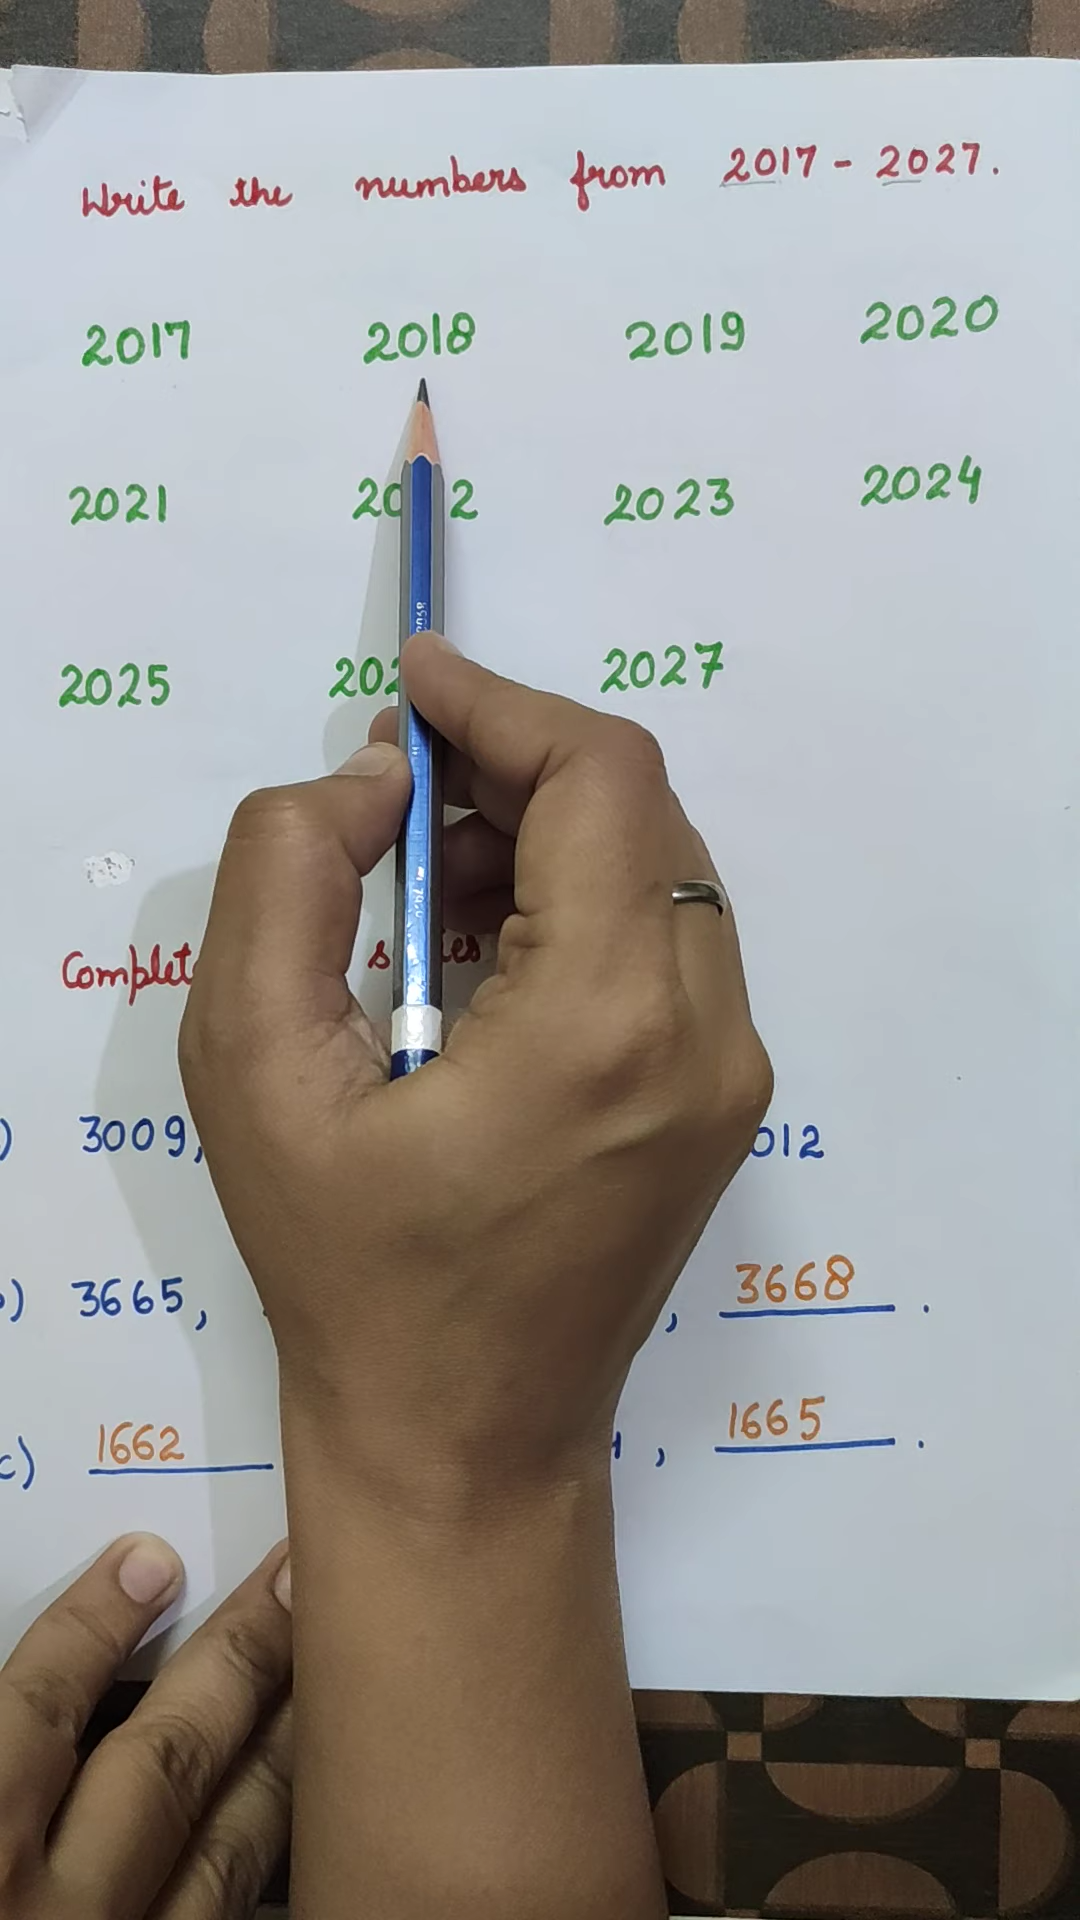 Write the numbers from 2017 - 2027.
2017 2018 2019 2020
2021 2023 2024
2025 2027
3009, 012
3665, , 3668 .
c) 1662 , 1665 .